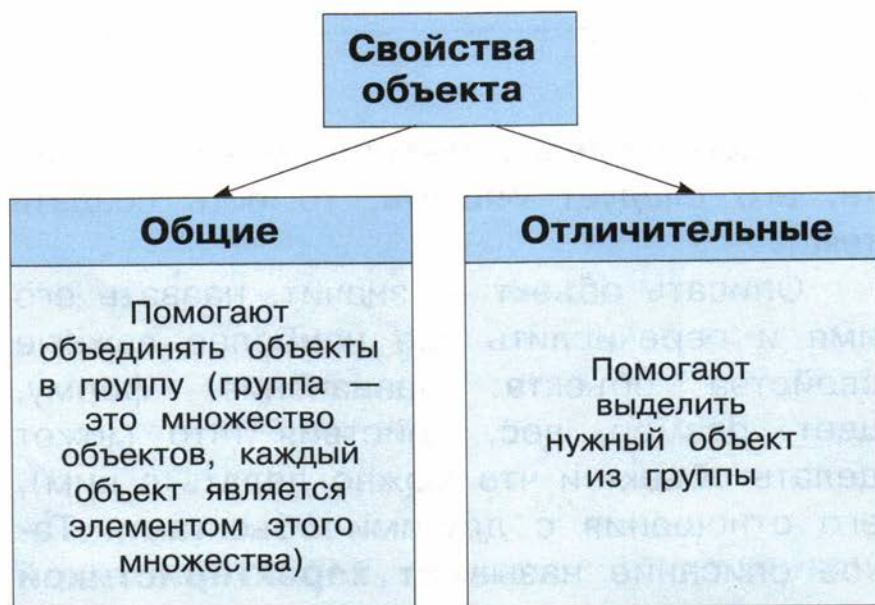 Свойства
объекта
Общие
Помогают
объединять объекты
в группу (группа —
это множество
объектов, каждый
объект является
элементом этого
множества)
Отличительные
Помогают
выделить
нужный объект
из группы